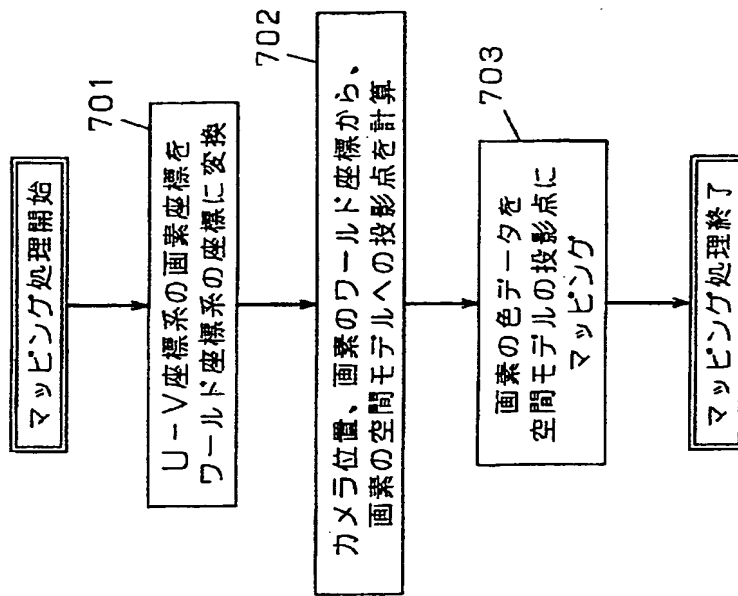 マッピング処理開始
701
U－V座標系の画素座標を
ワールド座標系の座標に変換
702
カメラ位置、画素のワールド座標から、
画素の空間モデルへの投影点を計算
703
画素の色データを
空間モデルの投影点に
マッピング
マッピング処理終了